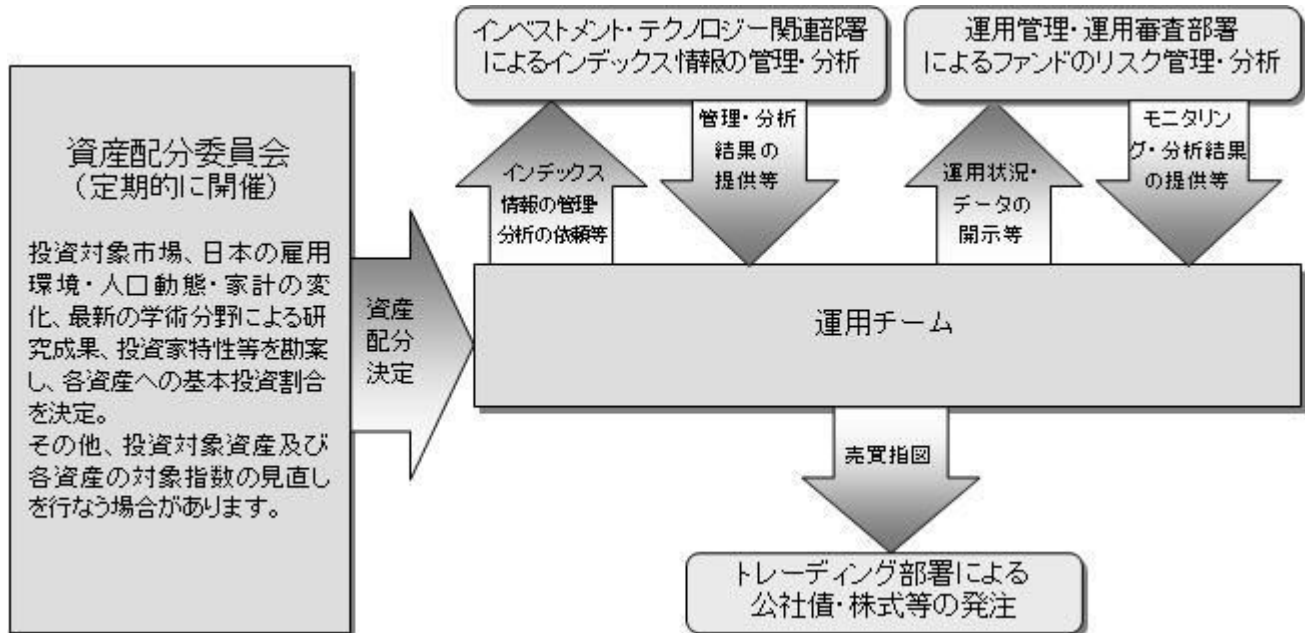 インベストメント・テクノロジー関連部署
によるインデックス情報の管理・分析
運用管理・運用審査部署
によるファンドのリスク管理・分析
資産配分委員会
（定期的に開催）
投資対象市場、日本の雇用
環境・人口動態・家計の変
化、最新の学術分野による研
究成果、投資家特性等を勘案
し、各資産への基本投資割合
を決定。
その他、投資対象資産及び
各資産の対象指数の見直し
を行なう場合があります。
インデックス
情報の管理・
分析の依頼等
管理・分析
結果の
提供等
運用状況・
データの
開示等
モニタリン
グ・分析結果
の提供等
資産
配分
決定
運用チーム
売買指図
トレーディング部署による
公社債・株式等の発注